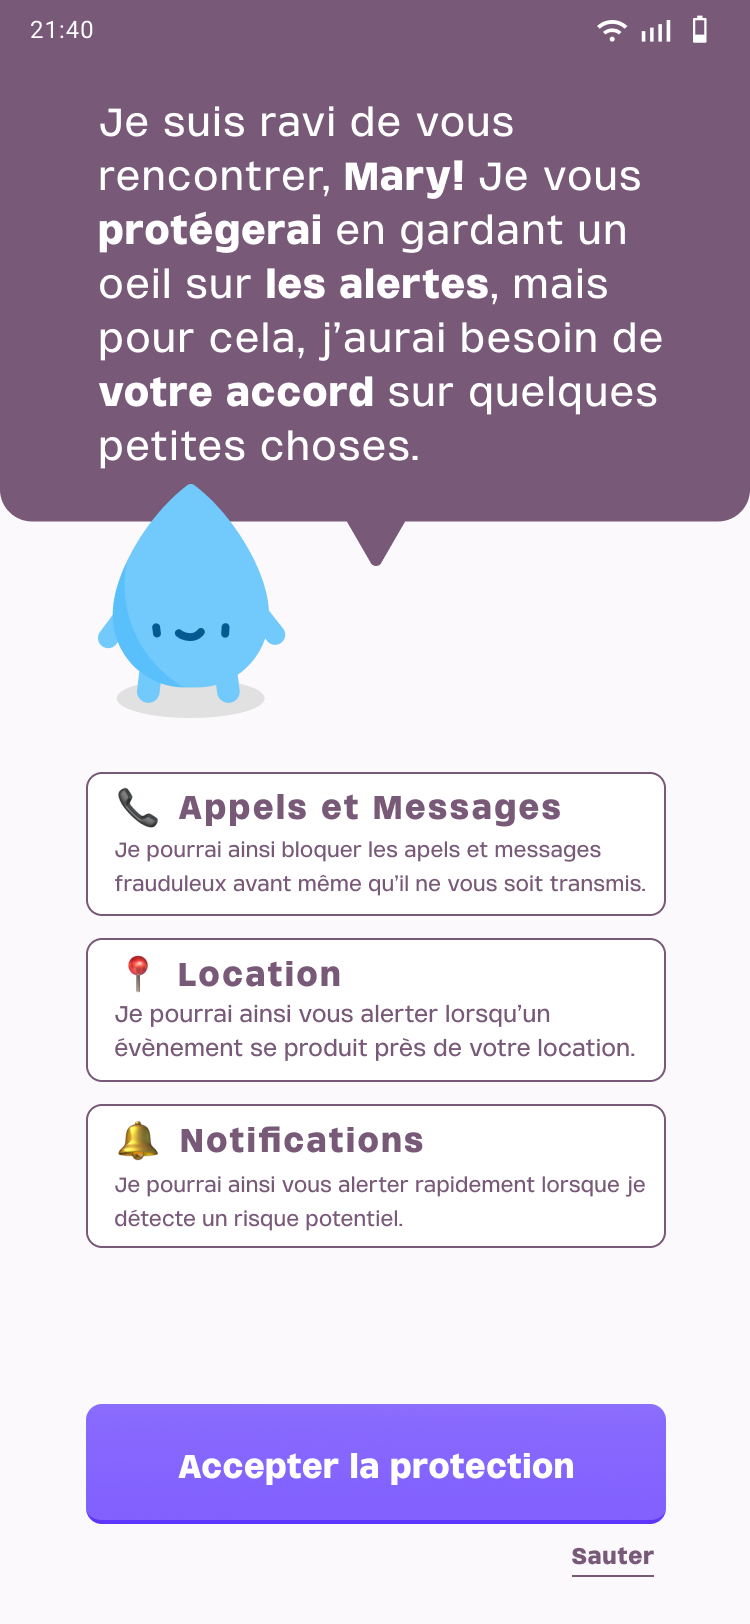 21:40
Je suis ravi de vous
rencontrer, Mary! Je vous
protégerai en gardant un
oeil sur les alertes, mais
pour cela, j’aurai besoin de
votre accord sur quelques
petites choses.
Appels et Messages
Je pourrai ainsi bloquer les apels et messages
frauduleux avant même qu’il ne vous soit transmis.
Location
Je pourrai ainsi vous alerter lorsqu’un
évènement se produit près de votre location.
Notifications
Je pourrai ainsi vous alerter rapidement lorsque je
détecte un risque potentiel.
Accepter la protection
Sauter